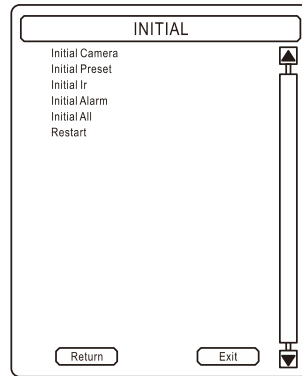 INITIAL
Initial Camera
Initial Preset
Initial Ir
Initial Alarm
Initial All
Restart
Return
Exit